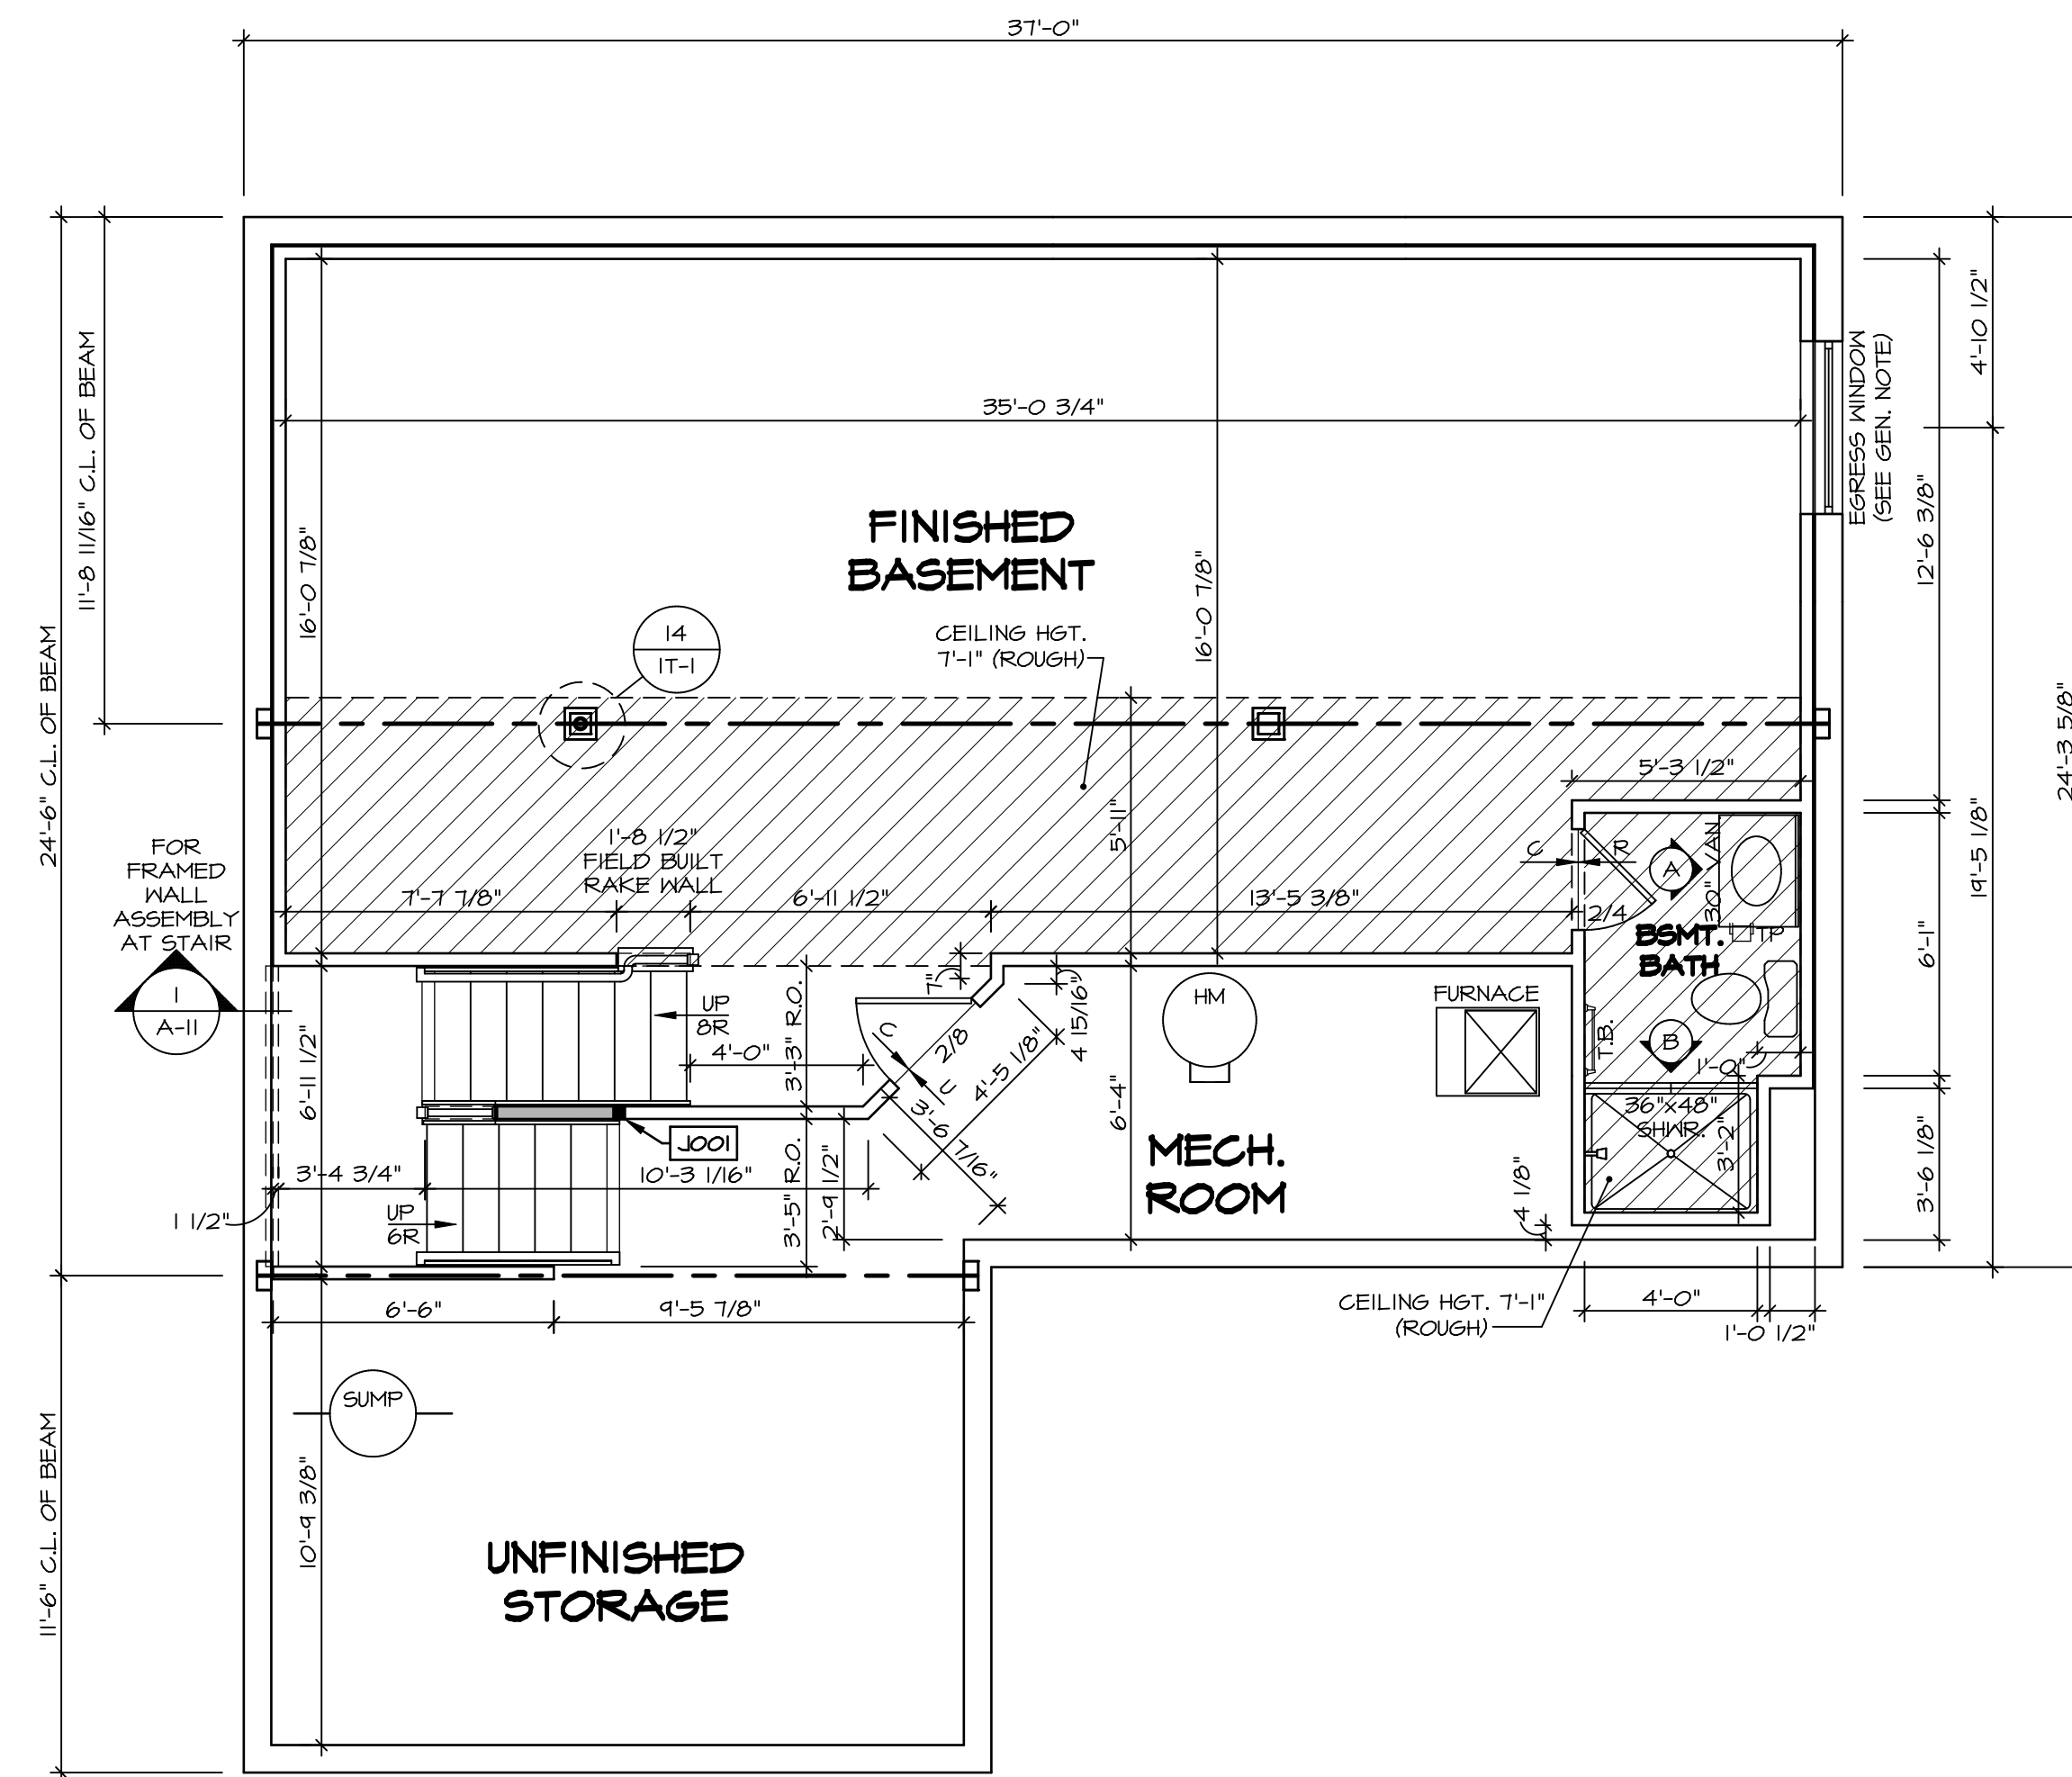 37'-0"
11'-8 11/16" C.L. OF BEAM
24'-6" C.L. OF BEAM
11'-6" C.L. OF BEAM
4'-10 1/2"
EGRESS WINDOW
(SEE GEN. NOTE)
12'-6 3/8"
19'-5 1/8"
24'-3 5/8"
6'-1"
3'-6 1/8"
35'-0 3/4"
16'-0 7/8"
16'-0 7/8"
FINISHED
BASEMENT
CEILING HGT.
7'-1" (ROUGH)
14
1T-1
5'-3 1/2"
5'-11"
1'-8 1/2"
FIELD BUILT
RAKE WALL
7'-7 7/8"
6'-11 1/2"
13'-5 3/8"
FOR
FRAMED
WALL
ASSEMBLY
AT STAIR
1
A-11
C
R
A
30" VAN
2/4
BSMT.
BATH
TP
T.B.
B
1'-0"
36"x48"
SHWR.
3'-2"
7"
4 15/16"
HM
FURNACE
UP
8R
4'-0"
3'-3" R.O.
C
2/8
U
4'-5 1/8"
3'-6 7/16"
6'-11 1/2"
6'-4"
J001
MECH.
ROOM
3'-4 3/4"
10'-3 1/16"
3'-5" R.O.
2'-9 1/2"
4 1/8"
1 1/2"
UP
6R
6'-6"
9'-5 7/8"
CEILING HGT. 7'-1"
(ROUGH)
4'-0"
1'-0 1/2"
SUMP
10'-9 3/8"
UNFINISHED
STORAGE